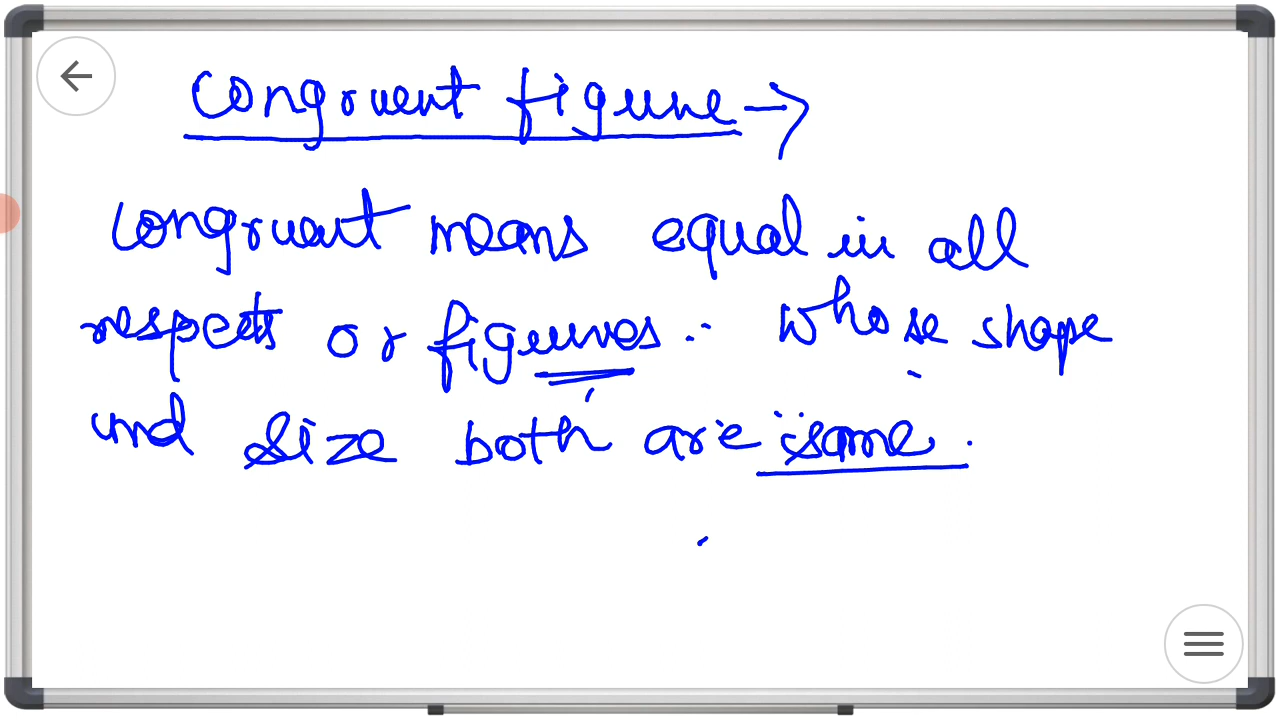 Congruent figure →
Congruent means equal in all
respects or figures. whose shape
and size both are same.